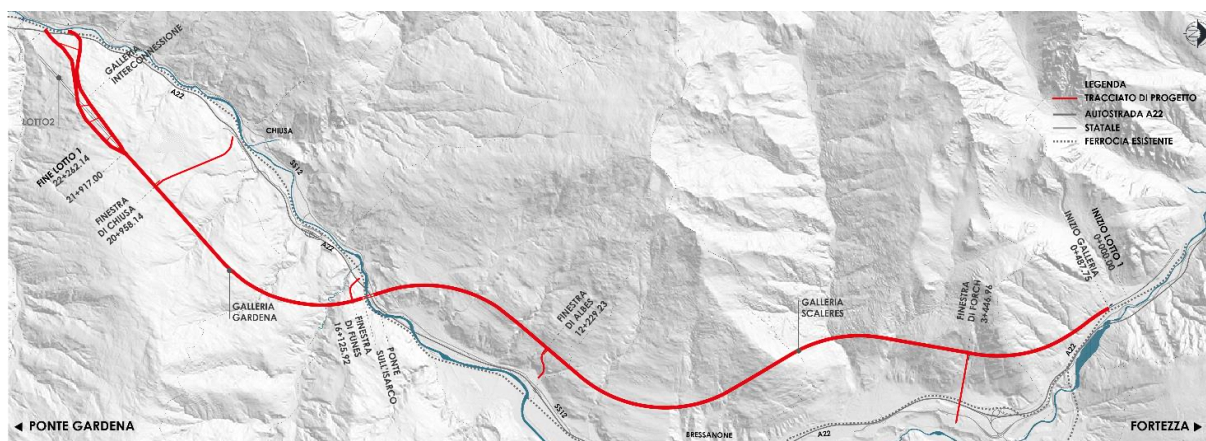 GALLERIA
INTERCONNESSIONE
A22
LOTTO2
CHIUSA
FINE LOTTO 1
22+262.14
21+917.00
SS12
FINESTRA
DI CHIUSA
20+958.14
A22
GALLERIA
GARDENA
FINESTRA
DI FUNES
16+125.92
PONTE
SULL'ISARCO
FINESTRA
DI ALBES
12+229.23
SS12
BRESSANONE
GALLERIA
SCALERES
A22
FINESTRA
DI FORCH
3+446.96
INIZIO LOTTO 1
0+000.00
INIZIO GALLERIA
0+487.75
A22
LEGENDA
TRACCIATO DI PROGETTO
AUTOSTRADA A22
STATALE
FERROCIA ESISTENTE
◄ PONTE GARDENA
FORTEZZA ►